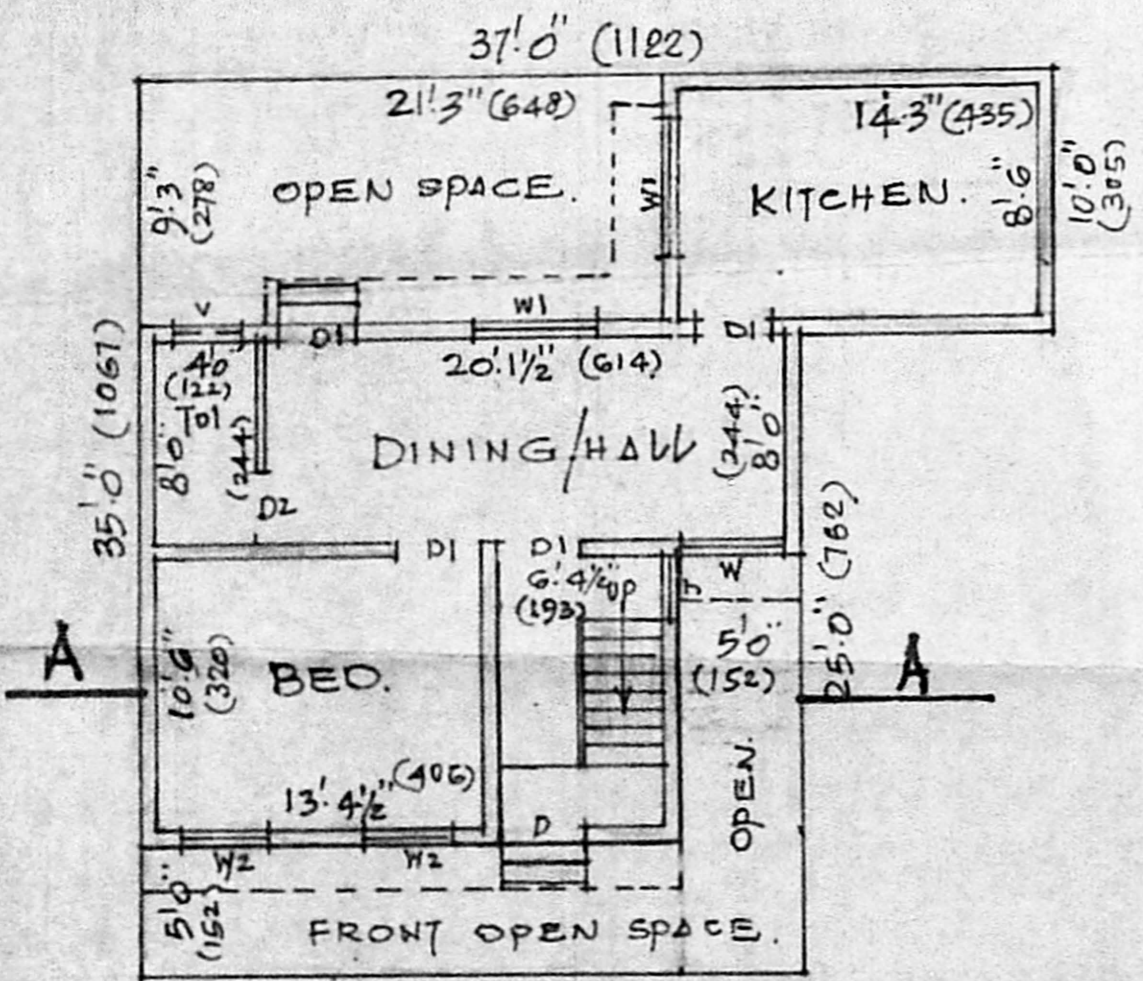 37'.0" (1122)
21'.3" (648)
14.3" (435)
9'.3"
(278)
OPEN SPACE.
W1
KITCHEN.
8'.6"
10'.0"
(305)
V
D1
W1
D1
4'.0"
(122)
T01
20'.1½" (614)
35'.0" (1067)
8'.0"
(244)
DINING/HALL
(244)
8'.0"
D2
D1
D1
W
25'.0" (762)
6'.4½"
UP
(193)
J
5'.0"
(152)
A
A
10'.6"
(320)
BED.
13'.4½" (406)
OPEN.
D
W2
W2
5'.0"
(152)
FRONT OPEN SPACE.